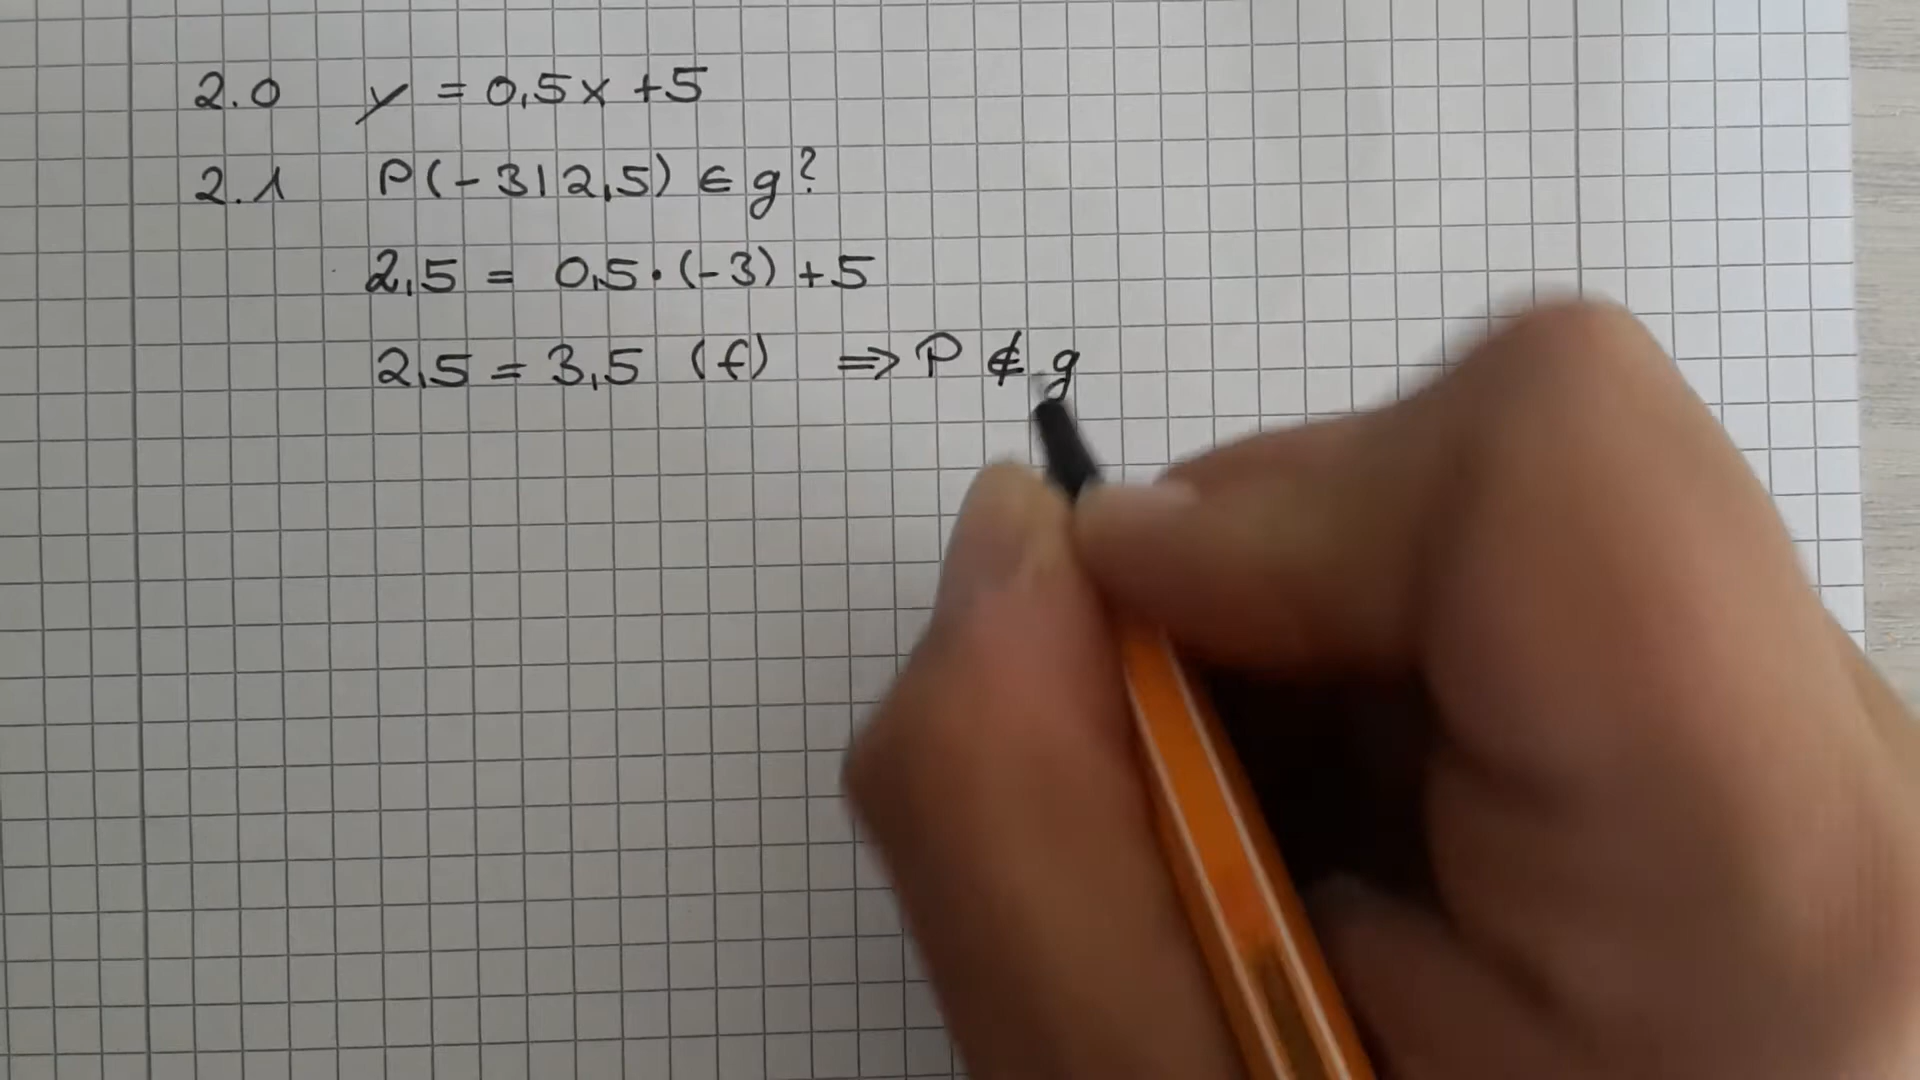 2.0 y = 0,5x + 5
2.1 P(-3|2,5) ∈ g?
2,5 = 0,5·(-3) + 5
2,5 = 3,5 (f) ⇒ P ∉ g